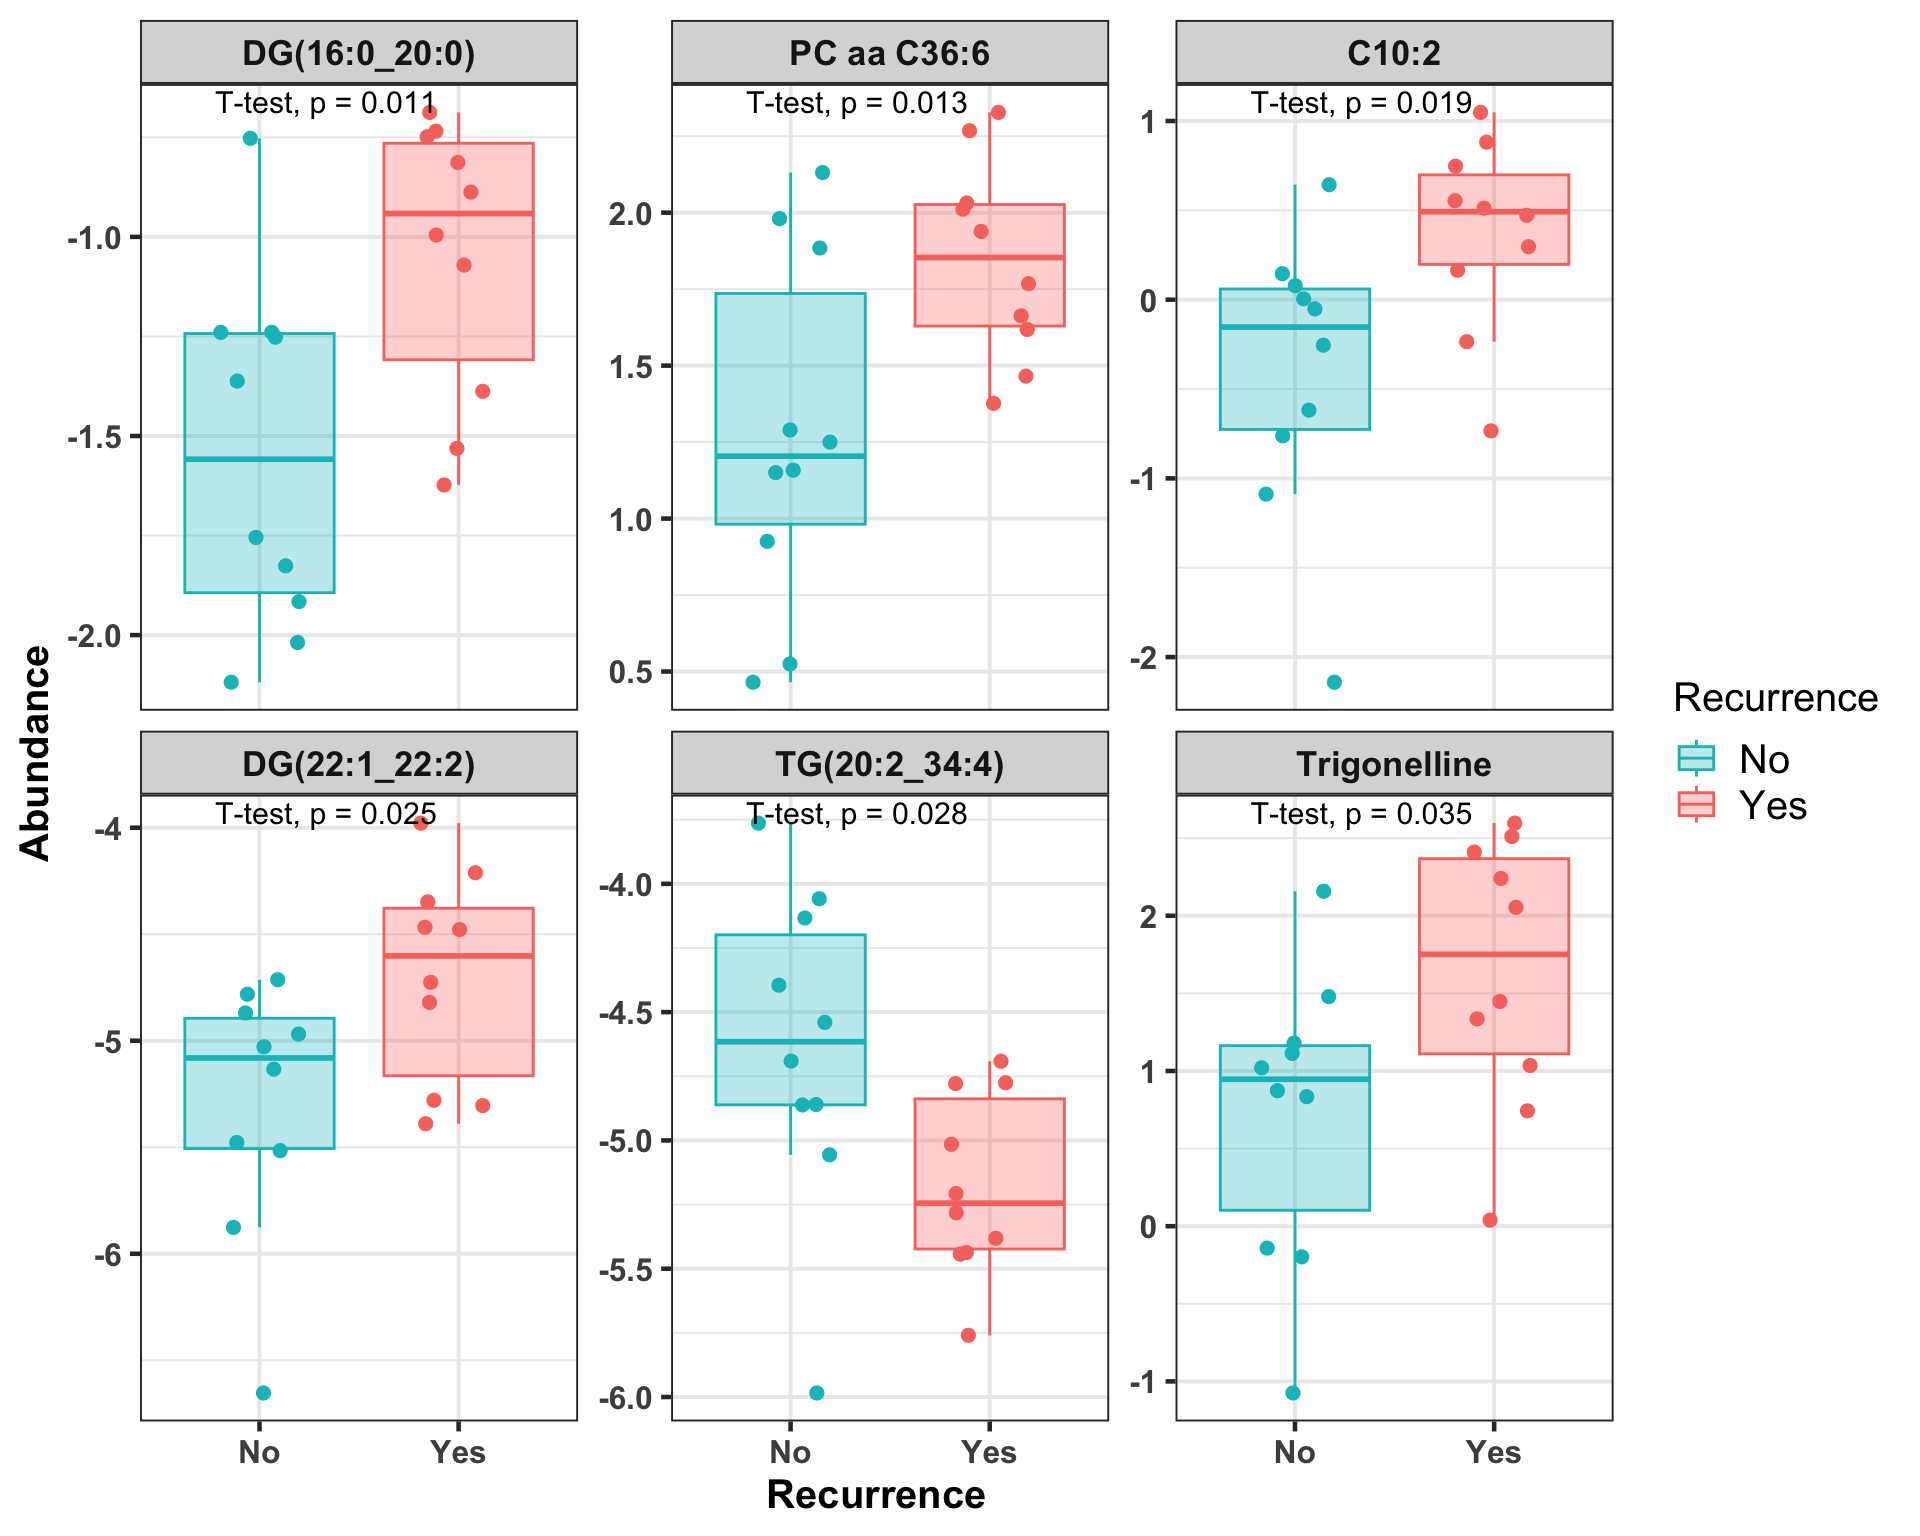 DG(16:0_20:0)
PC aa C36:6
C10:2
T-test, p = 0.011
T-test, p = 0.013
T-test, p = 0.019
-1.0
-1.5
-2.0
2.0
1.5
1.0
0.5
1
0
-1
-2
DG(22:1_22:2)
TG(20:2_34:4)
Trigonelline
T-test, p = 0.025
T-test, p = 0.028
T-test, p = 0.035
-4
-5
-6
-4.0
-4.5
-5.0
-5.5
-6.0
2
1
0
-1
No
Yes
No
Yes
No
Yes
Recurrence
Abundance
Recurrence
No
Yes